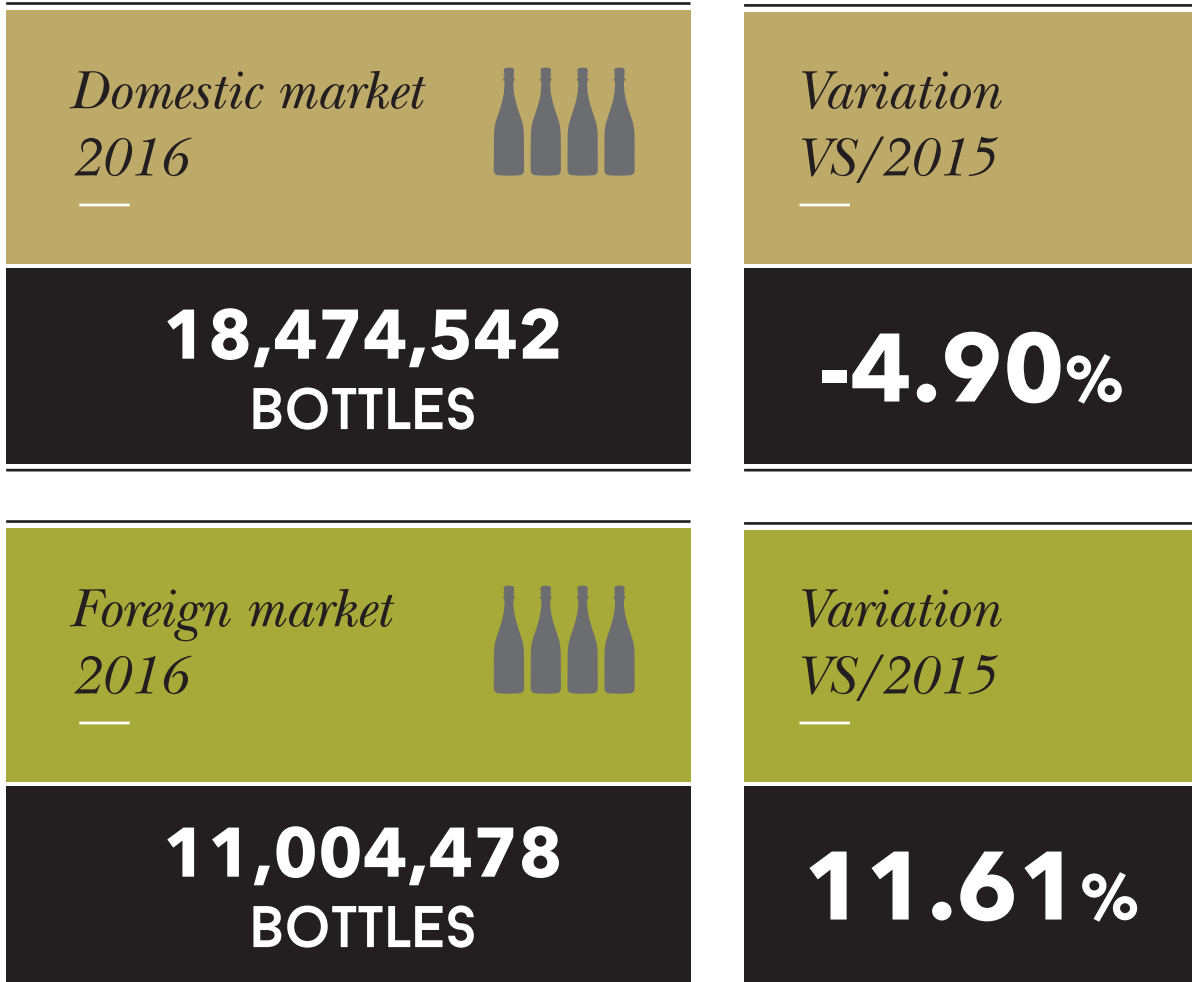 Domestic market
2016
18,474,542
BOTTLES
Variation
VS/2015
-4.90%
Foreign market
2016
11,004,478
BOTTLES
Variation
VS/2015
11.61%